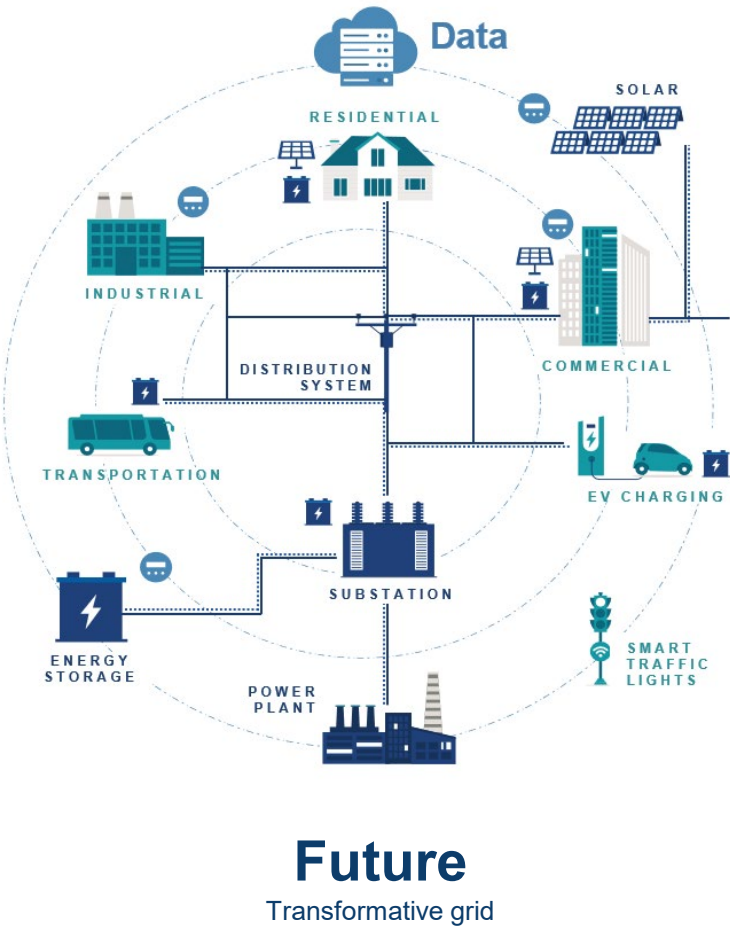 Data
SOLAR
RESIDENTIAL
INDUSTRIAL
DISTRIBUTION
SYSTEM
COMMERCIAL
TRANSPORTATION
EV CHARGING
SUBSTATION
ENERGY
STORAGE
SMART
TRAFFIC
LIGHTS
POWER
PLANT
Future
Transformative grid